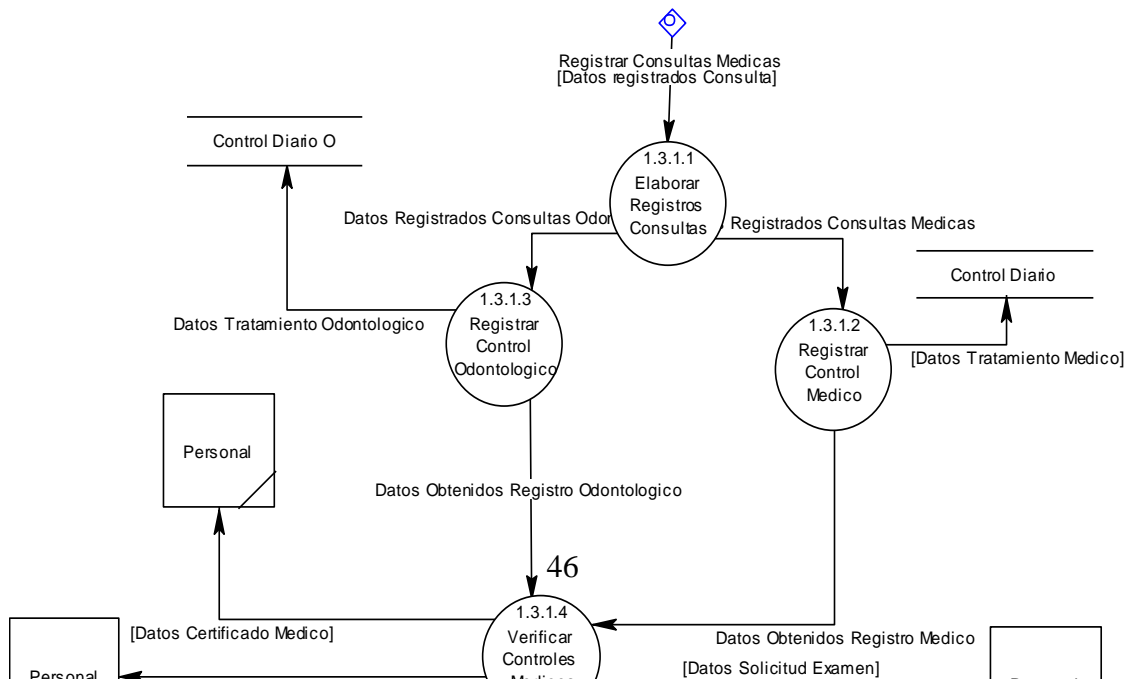 Registrar Consultas Medicas
[Datos registrados Consulta]
Control Diario O
1.3.1.1
Elaborar
Registros
Consultas
Datos Registrados Consultas
Registrados Consultas Medicas
Control Diario
1.3.1.3
Registrar
Control
Odontologico
Datos Tratamiento Odontologico
1.3.1.2
Registrar
Control
Medico
[Datos Tratamiento Medico]
Personal
Datos Obtenidos Registro Odontologico
46
1.3.1.4
Verificar
Controles
[Datos Certificado Medico]
Datos Obtenidos Registro Medico
[Datos Solicitud Examen]
Personal